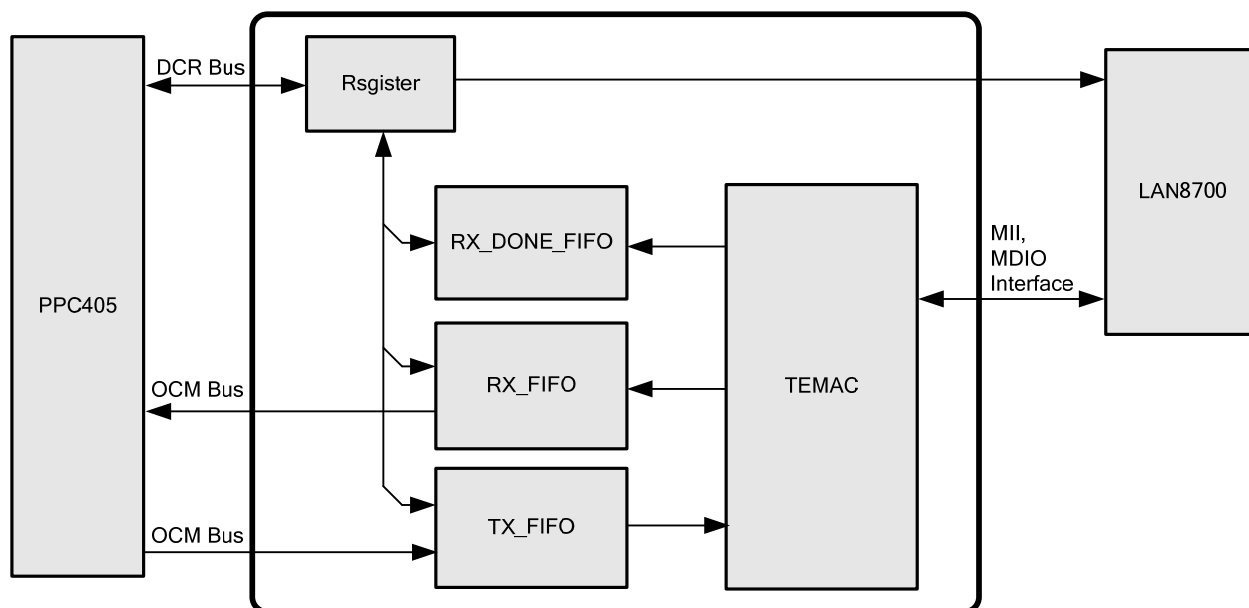 DCR Bus
Rsgister
LAN8700
RX_DONE_FIFO
MII,
MDIO
Interface
PPC405
OCM Bus
RX_FIFO
TEMAC
TX_FIFO
OCM Bus